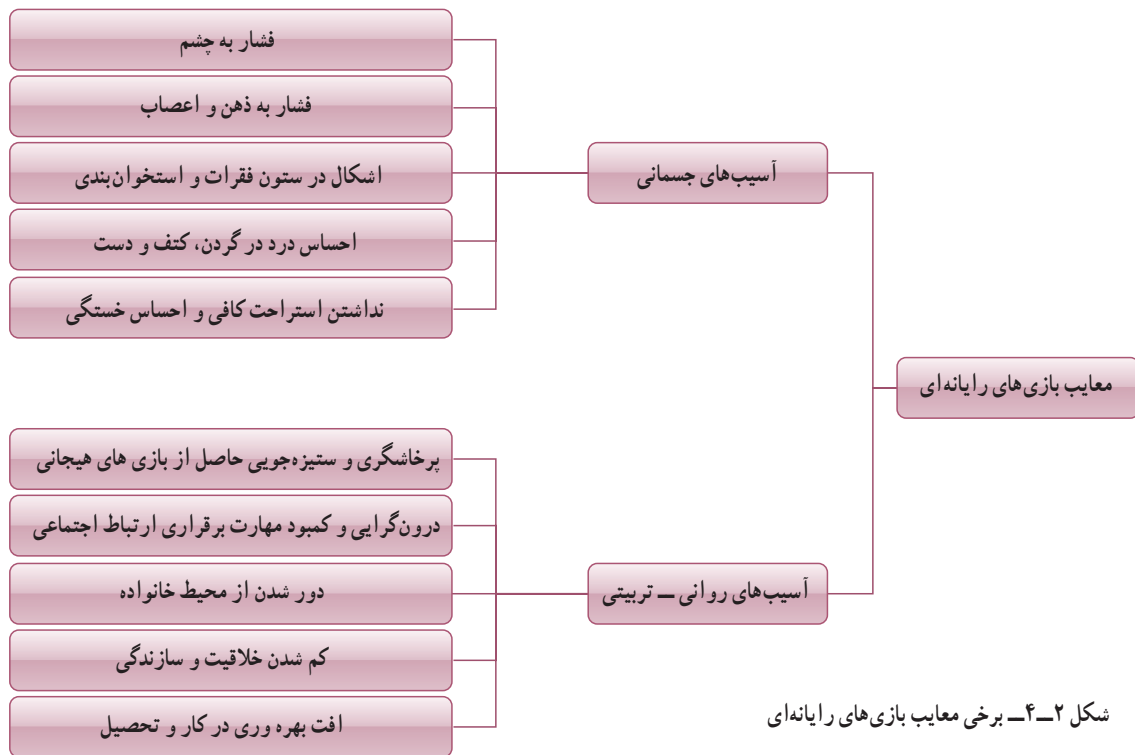 معایب بازی‌های رایانه‌ای
آسیب‌های جسمانی
فشار به چشم
فشار به ذهن و اعصاب
اشکال در ستون فقرات و استخوان‌بندی
احساس درد در گردن، کتف و دست
نداشتن استراحت کافی و احساس خستگی
آسیب‌های روانی ــ تربیتی
پرخاشگری و ستیزه‌جویی حاصل از بازی های هیجانی
درون‌گرایی و کمبود مهارت برقراری ارتباط اجتماعی
دور شدن از محیط خانواده
کم شدن خلاقیت و سازندگی
افت بهره وری در کار و تحصیل
شکل ۲ــ۴ــ برخی معایب بازی‌های رایانه‌ای